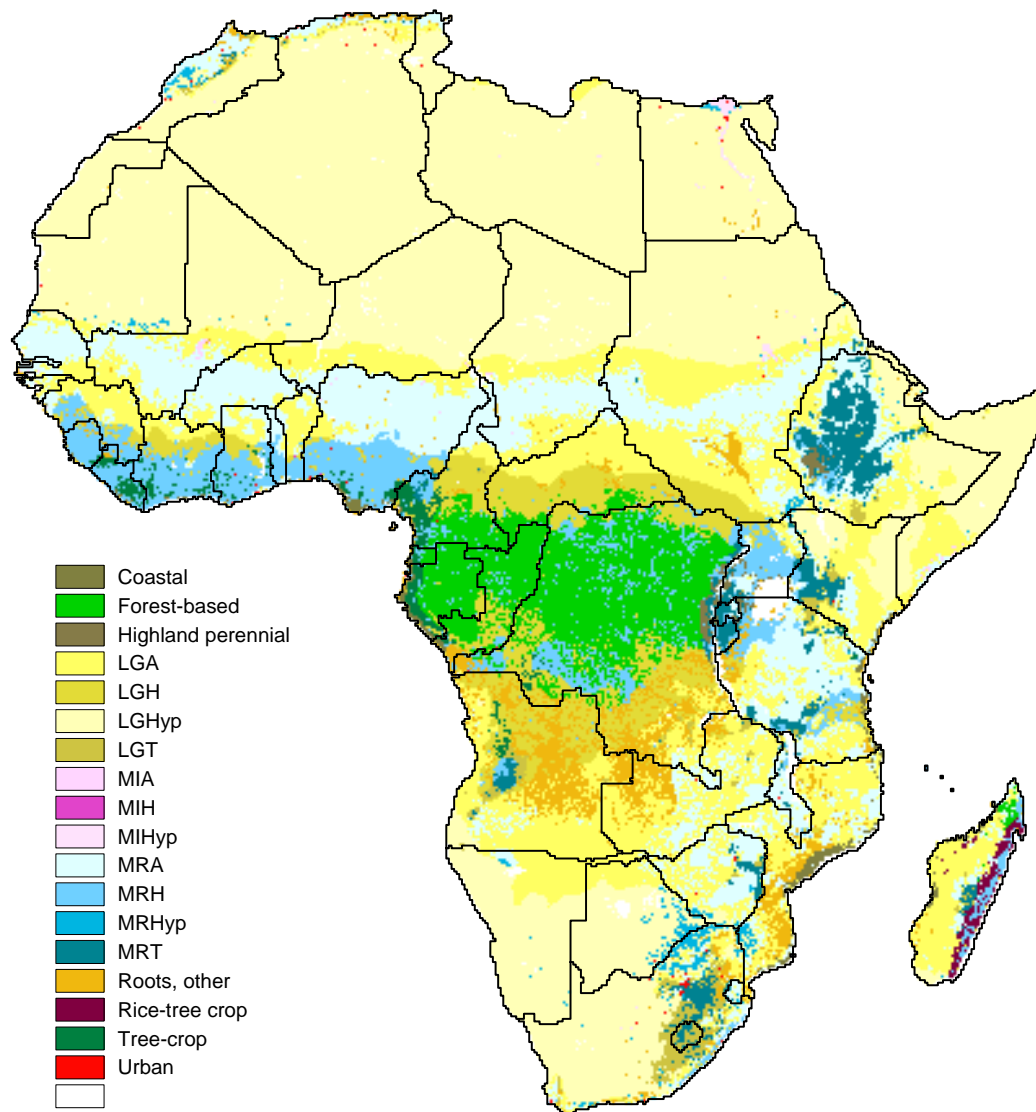 Coastal
Forest-based
Highland perennial
LGA
LGH
LGHyp
LGT
MIA
MIH
MIHyp
MRA
MRH
MRHyp
MRT
Roots, other
Rice-tree crop
Tree-crop
Urban